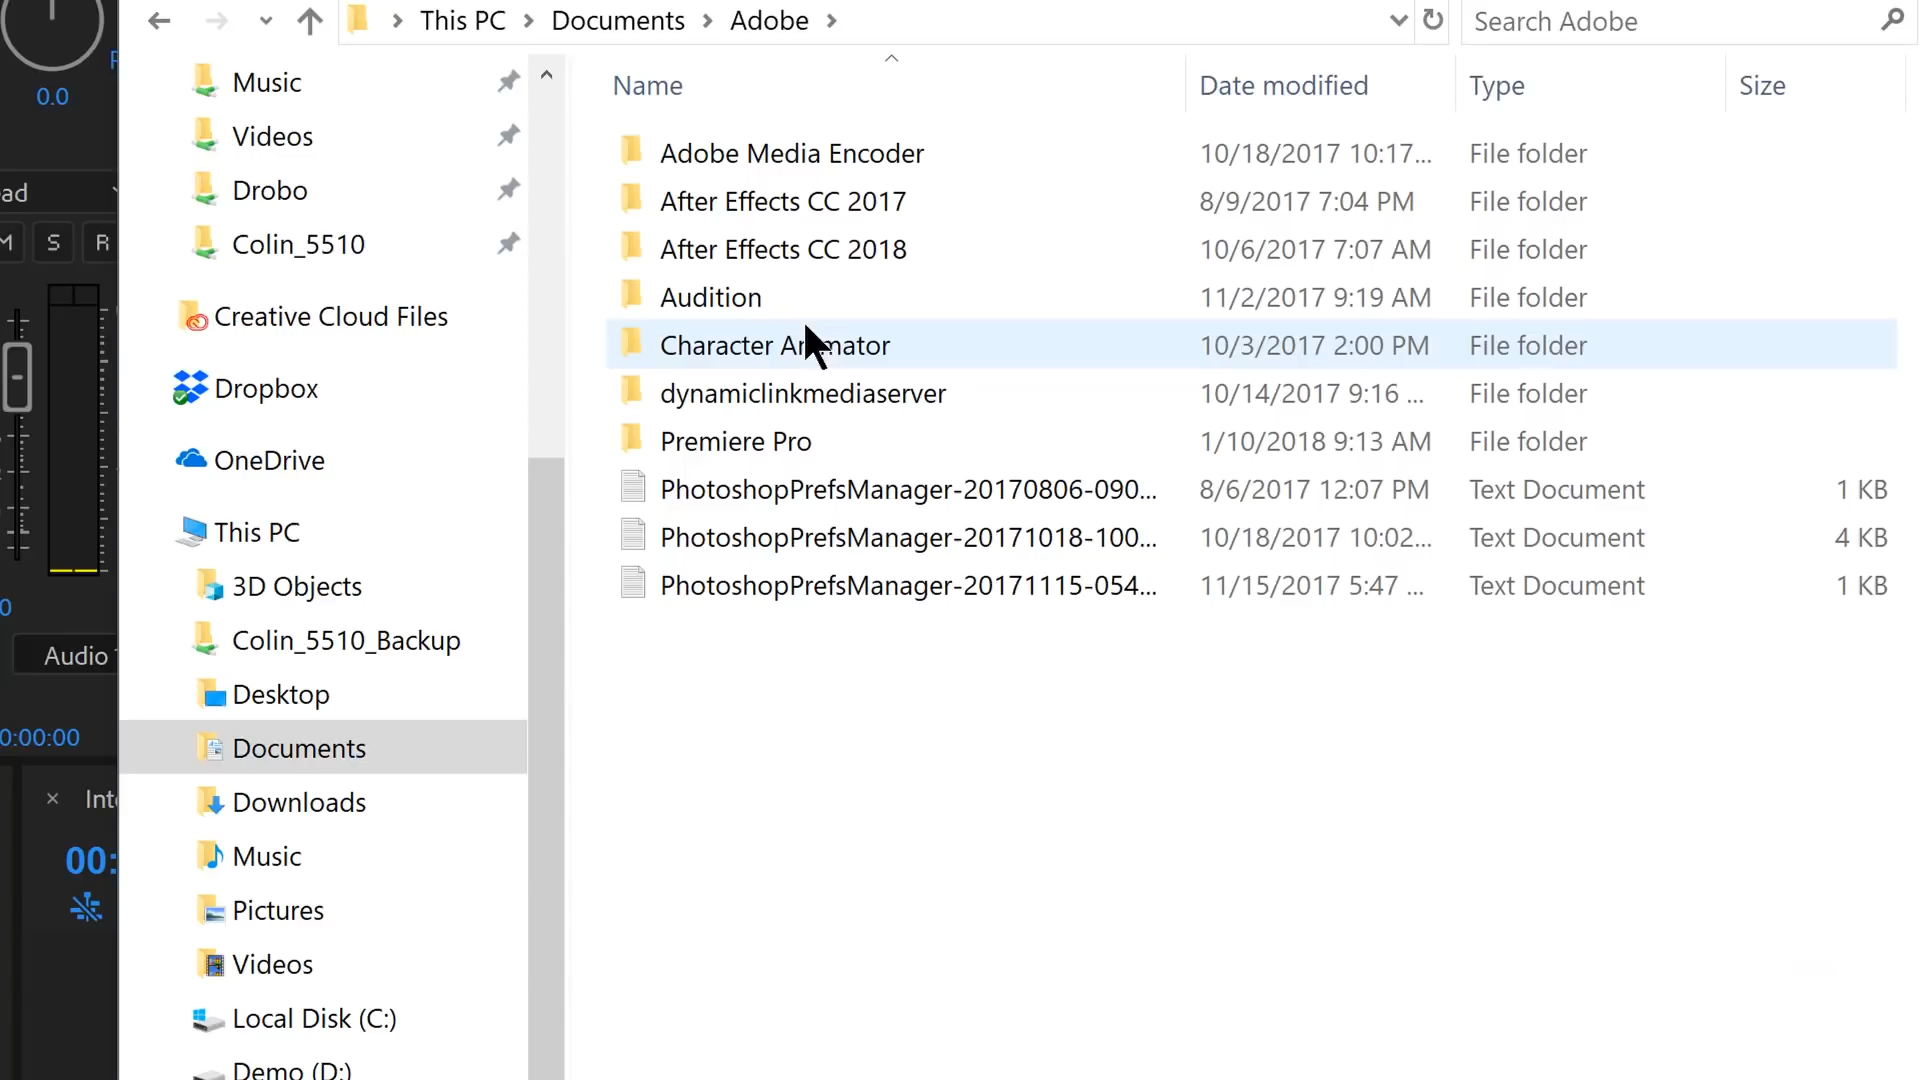 This PC
Documents
Adobe
Search Adobe
0.0
ad
M
S
R
0
Audio
0:00:00
×
Int
00:
Music
Videos
Drobo
Colin_5510
Creative Cloud Files
Dropbox
OneDrive
This PC
3D Objects
Colin_5510_Backup
Desktop
Documents
Downloads
Music
Pictures
Videos
Local Disk (C:)
Demo (D:)
Name Date modified Type Size
Adobe Media Encoder 10/18/2017 10:17... File folder
After Effects CC 2017 8/9/2017 7:04 PM File folder
After Effects CC 2018 10/6/2017 7:07 AM File folder
Audition 11/2/2017 9:19 AM File folder
Character Animator 10/3/2017 2:00 PM File folder
dynamiclinkmediaserver 10/14/2017 9:16 ... File folder
Premiere Pro 1/10/2018 9:13 AM File folder
PhotoshopPrefsManager-20170806-090... 8/6/2017 12:07 PM Text Document 1 KB
PhotoshopPrefsManager-20171018-100... 10/18/2017 10:02... Text Document 4 KB
PhotoshopPrefsManager-20171115-054... 11/15/2017 5:47 ... Text Document 1 KB